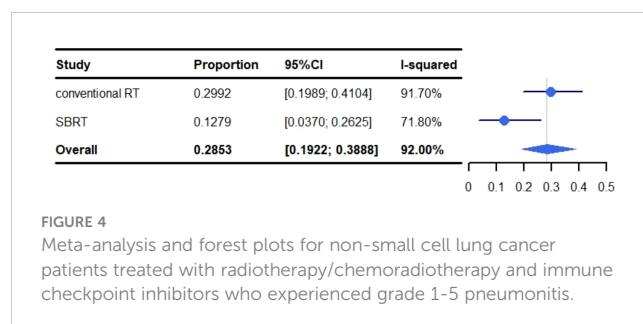 Study Proportion 95%CI I-squared
conventional RT 0.2992 [0.1989; 0.4104] 91.70%
SBRT 0.1279 [0.0370; 0.2625] 71.80%
Overall 0.2853 [0.1922; 0.3888] 92.00%
0 0.1 0.2 0.3 0.4 0.5
FIGURE 4
Meta-analysis and forest plots for non-small cell lung cancer
patients treated with radiotherapy/chemoradiotherapy and immune
checkpoint inhibitors who experienced grade 1-5 pneumonitis.